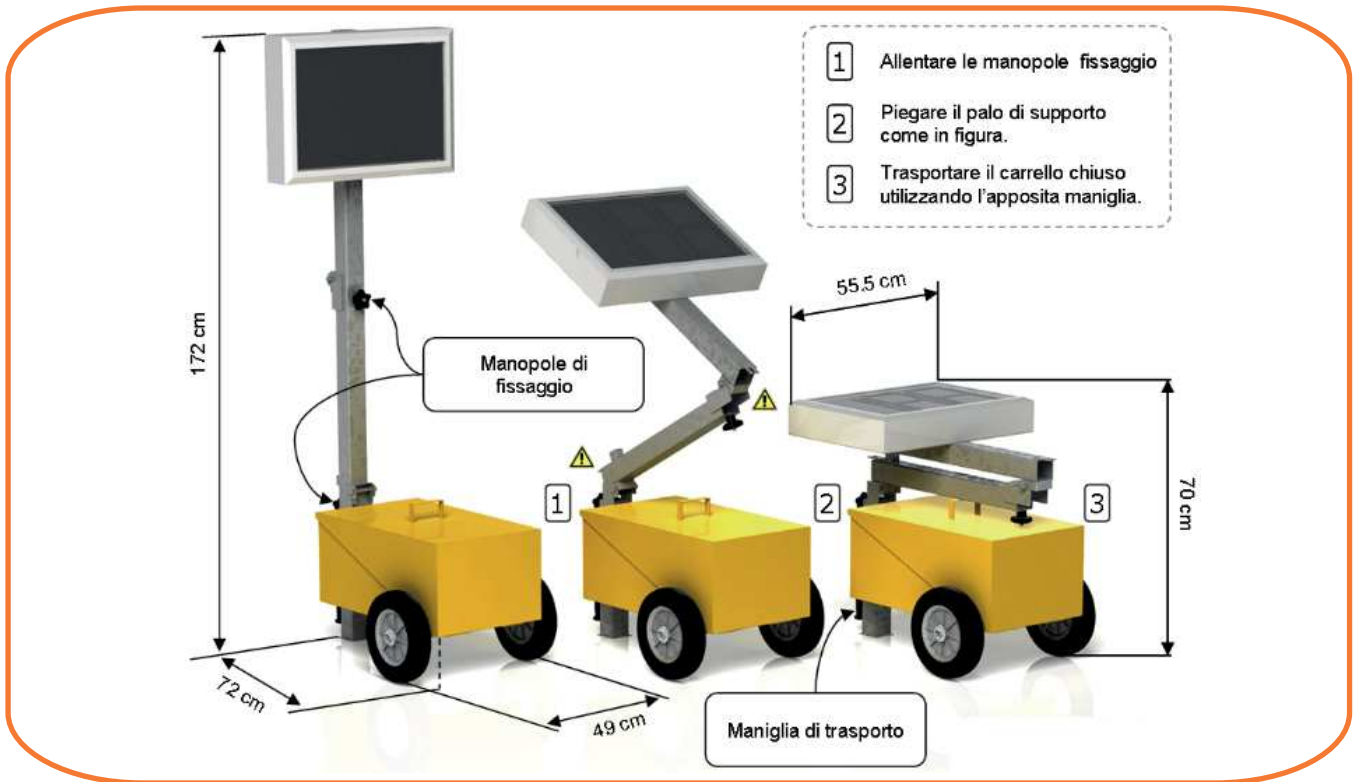 1 Allentare le manopole fissaggio
2 Piegare il palo di supporto
come in figura.
3 Trasportare il carrello chiuso
utilizzando l'apposita maniglia.
172 cm
Manopole di
fissaggio
55.5 cm
70 cm
1
2
3
72 cm
49 cm
Maniglia di trasporto